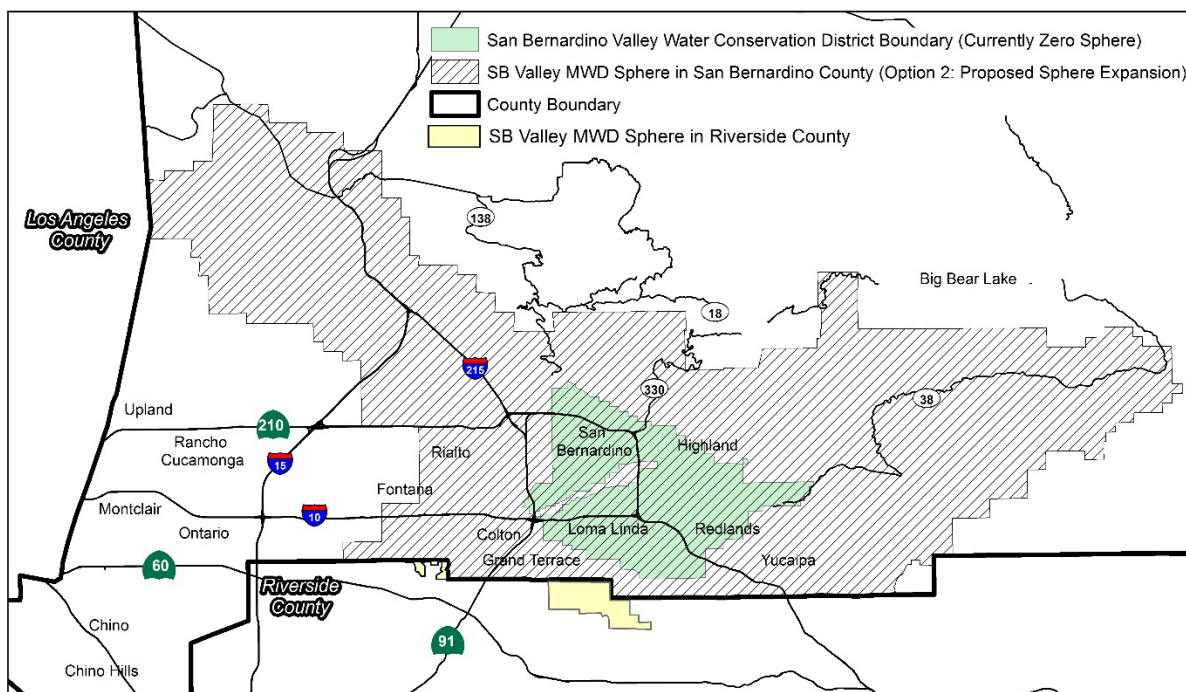 San Bernardino Valley Water Conservation District Boundary (Currently Zero Sphere)
SB Valley MWD Sphere in San Bernardino County (Option 2: Proposed Sphere Expansion)
County Boundary
SB Valley MWD Sphere in Riverside County
Los Angeles
County
138
Big Bear Lake
18
215
330
38
Upland
210
Rancho
Cucamonga
15
Rialto
San
Bernardino
Highland
Fontana
Montclair
Ontario
10
Colton
Loma Linda
Redlands
Grand Terrace
Yucaipa
60
Riverside
County
Chino
91
Chino Hills